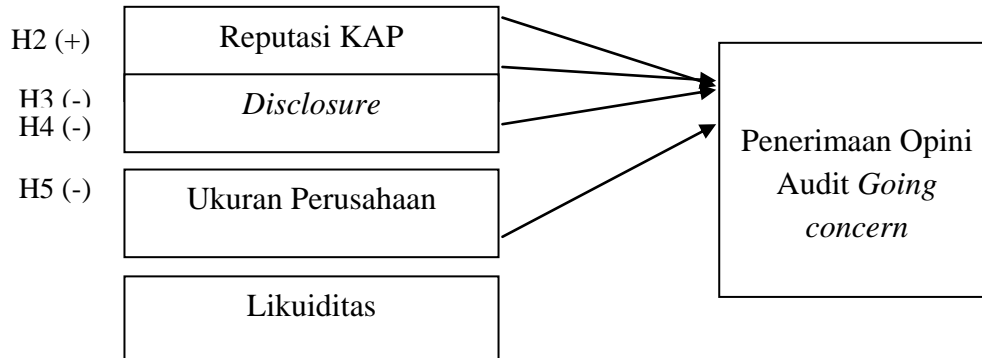 H2 (+)
Reputasi KAP
H3 (-)
Disclosure
H4 (-)
H5 (-)
Ukuran Perusahaan
Likuiditas
Penerimaan Opini
Audit Going
concern